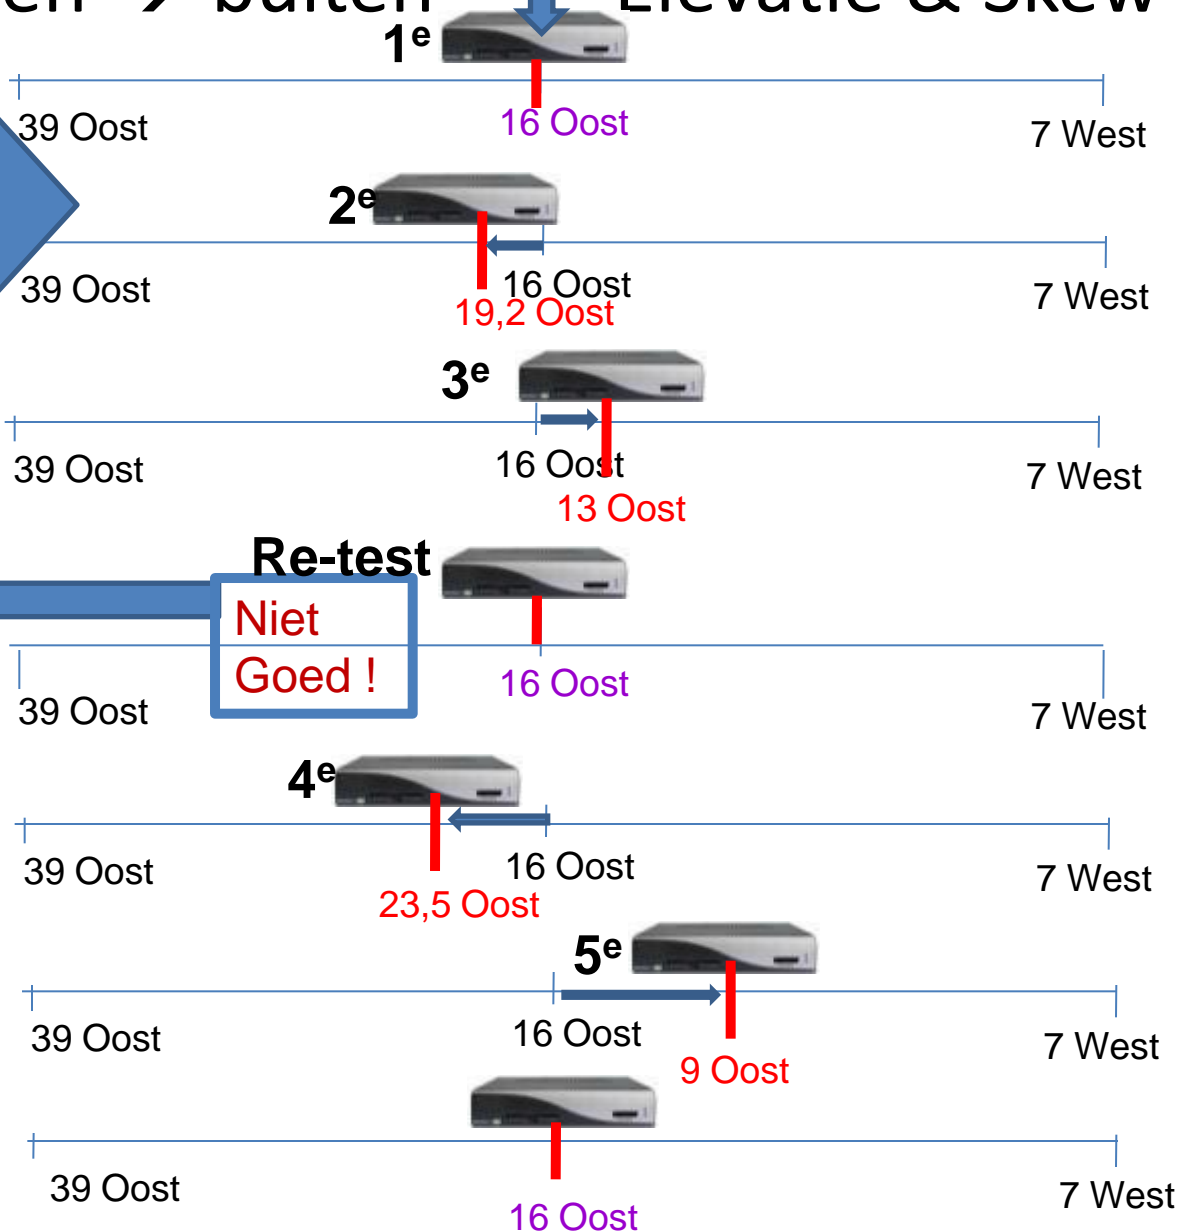 → buiten Elevatie & Skew
1e
39 Oost 16 Oost 7 West
2e
39 Oost 16 Oost 7 West
19,2 Oost
3e
39 Oost 16 Oost 7 West
13 Oost
Re-test
Niet
Goed !
39 Oost 16 Oost 7 West
4e
39 Oost 16 Oost 7 West
23,5 Oost
5e
39 Oost 16 Oost 7 West
9 Oost
39 Oost 16 Oost 7 West